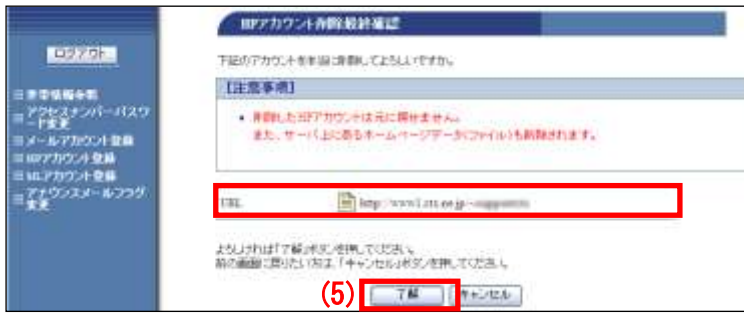 HPアカウント削除最終確認
ログアウト
下記のアカウントを本当に削除してよろしいですか。
【注意事項】
・ 削除したHPアカウントは元に戻せません。
また、サーバ上にあるホームページデータ(ファイル)も削除されます。
アクセスナンバーパスワード変更
メールアカウント登録
HPアカウント登録
MLアカウント登録
アナウンスメールフラグ変更
URL
よろしければ「了解」ボタンを押してください。
前の画面に戻りたい方は「キャンセル」ボタンを押してください。
(5) 了解 キャンセル